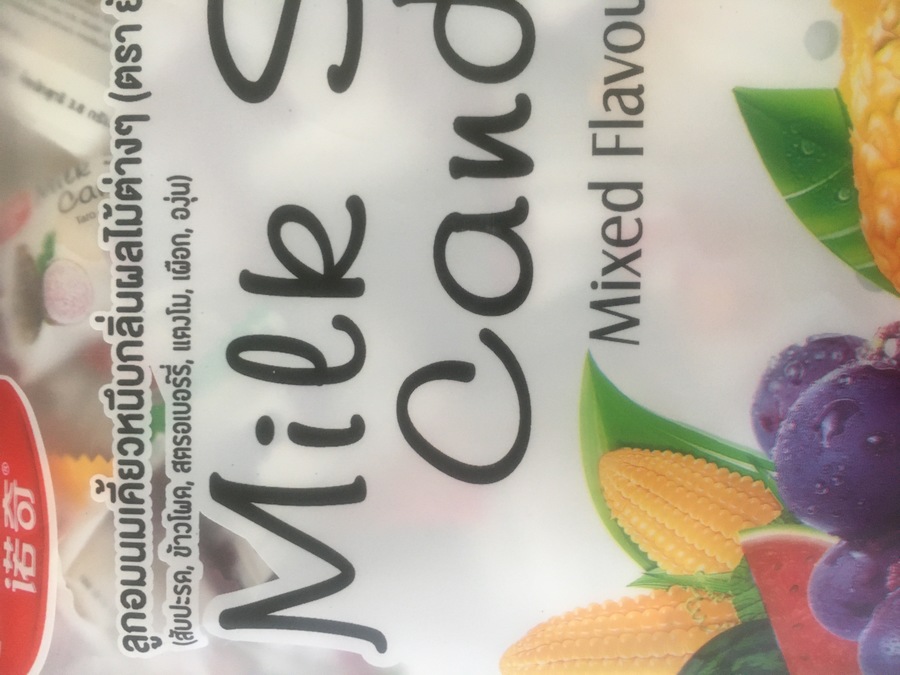 诺奇®
ลูกอมนมเคี้ยวหนึบกลิ่นผลไม้ต่างๆ (ตรา
(สับปะรด, ข้าวโพด, สตรอเบอร์รี่, แตงโม, เผือก, องุ่น)
Milk S
Cand
Mixed Flavou